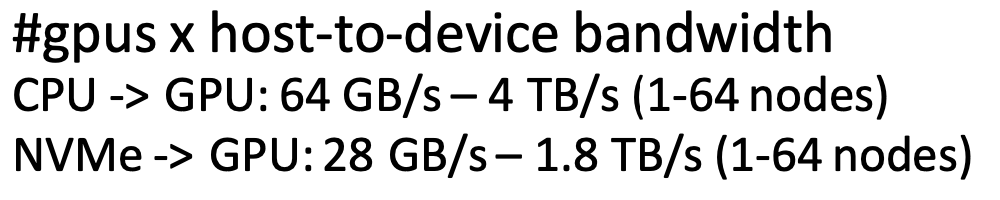 #gpus x host-to-device bandwidth
CPU -> GPU: 64 GB/s – 4 TB/s (1-64 nodes)
NVMe -> GPU: 28 GB/s – 1.8 TB/s (1-64 nodes)